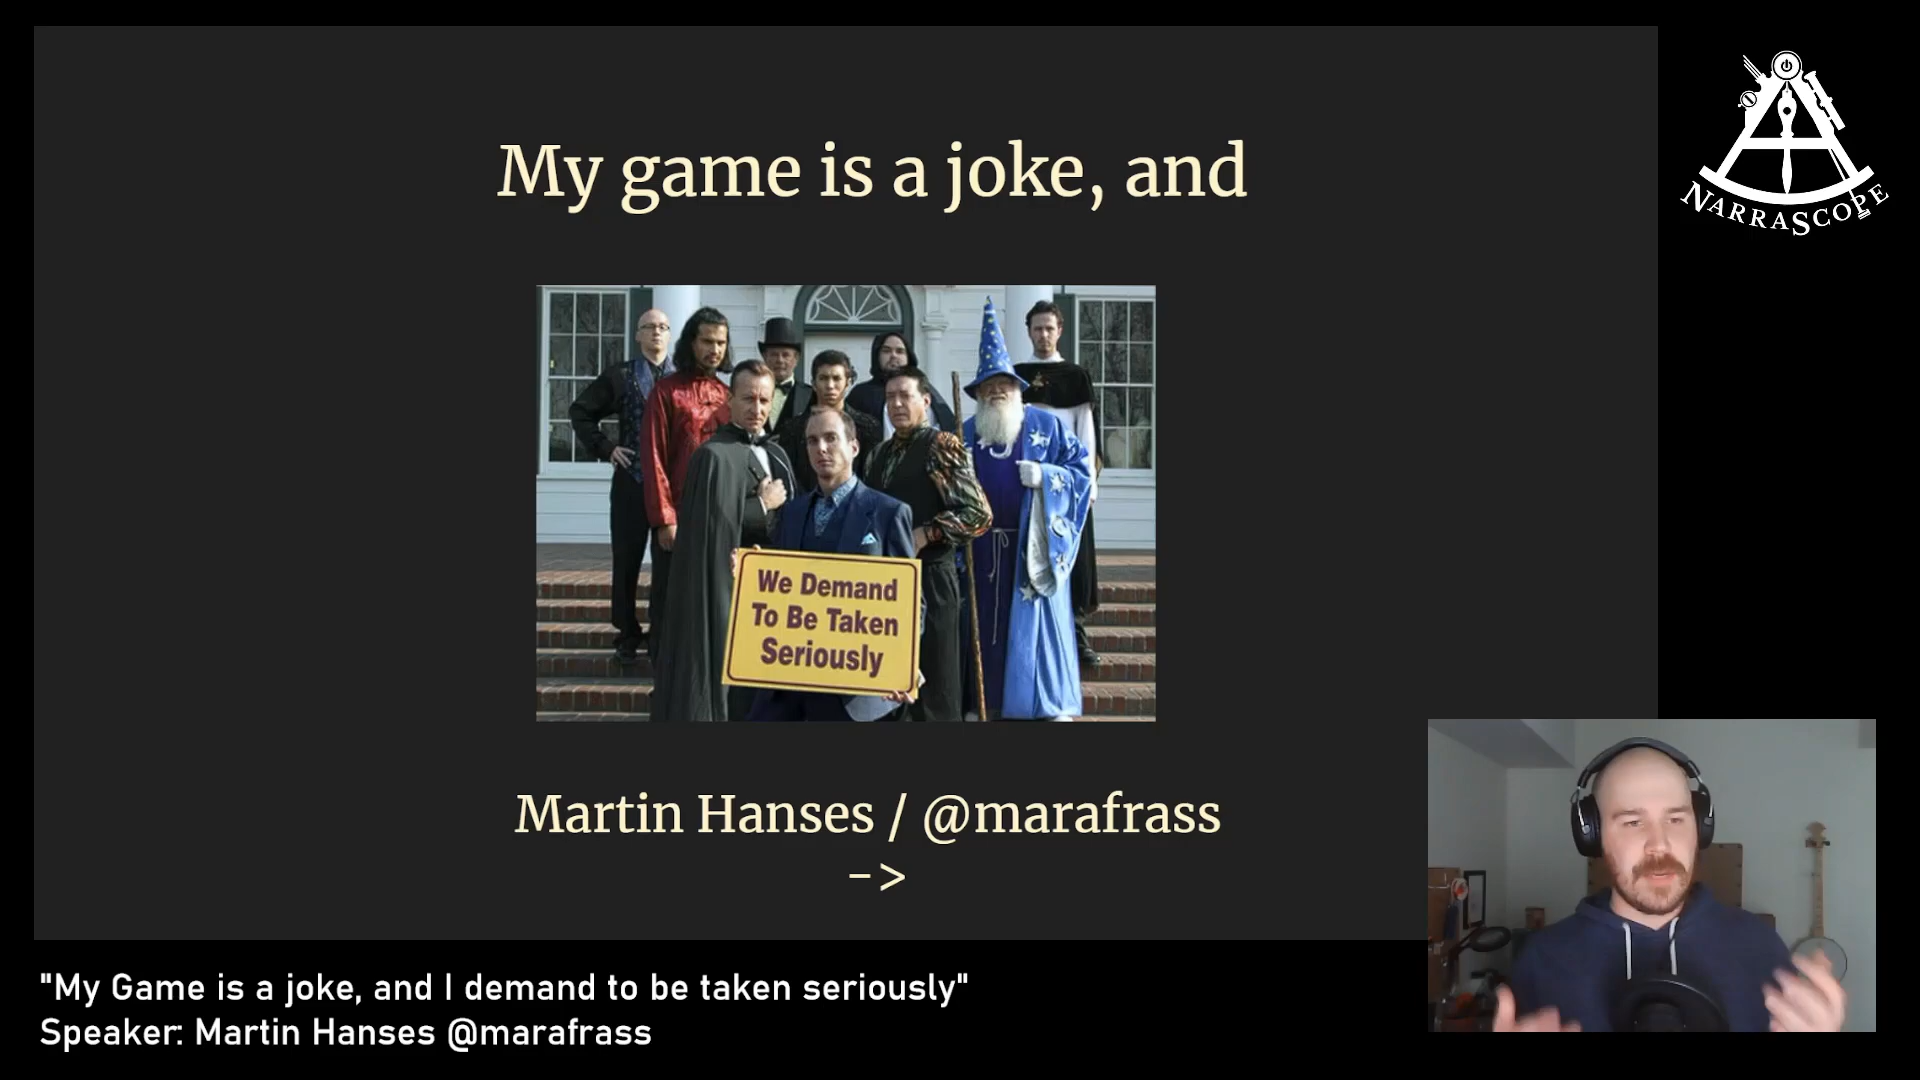 My game is a joke, and
We Demand
To Be Taken
Seriously
Martin Hanses / @marafrass
->
NARRASCOPE
"My Game is a joke, and I demand to be taken seriously"
Speaker: Martin Hanses @marafrass